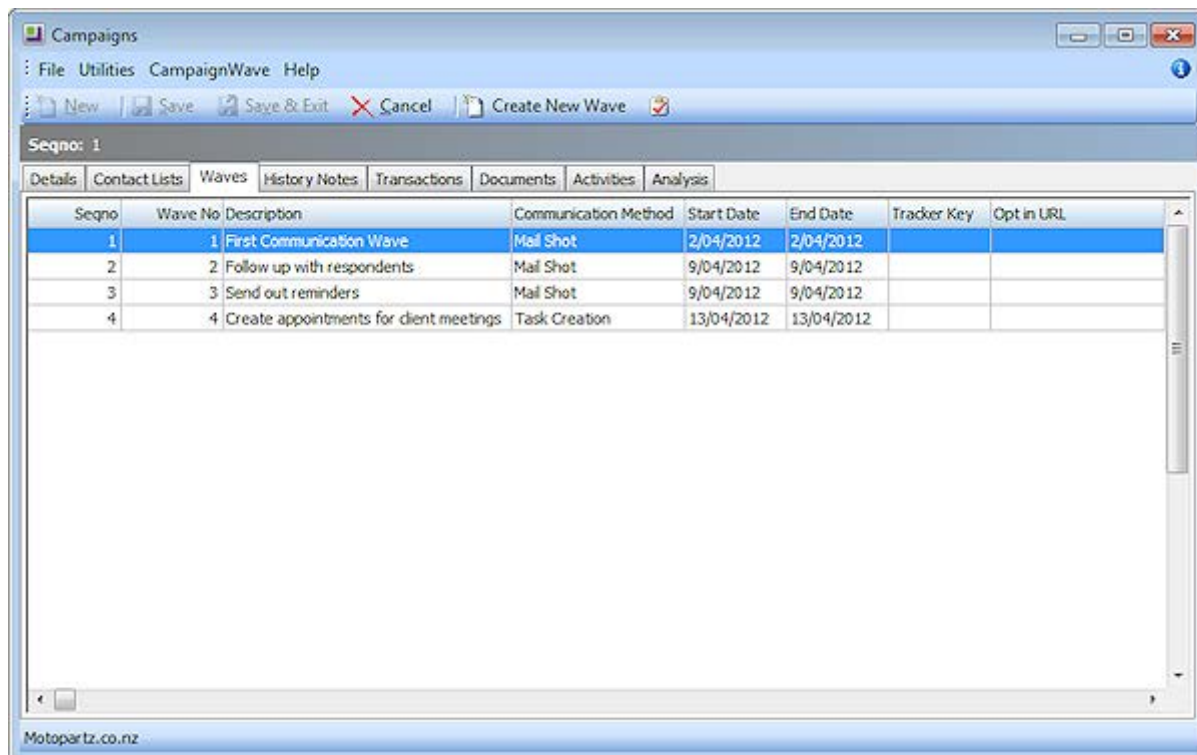 Campaigns
File Utilities CampaignWave Help
New Save Save & Exit Cancel Create New Wave
Seqno: 1
Details Contact Lists Waves History Notes Transactions Documents Activities Analysis
Seqno Wave No Description Communication Method Start Date End Date Tracker Key Opt in URL
1 1 First Communication Wave Mail Shot 2/04/2012 2/04/2012
2 2 Follow up with respondents Mail Shot 9/04/2012 9/04/2012
3 3 Send out reminders Mail Shot 9/04/2012 9/04/2012
4 4 Create appointments for client meetings Task Creation 13/04/2012 13/04/2012
Motopartz.co.nz